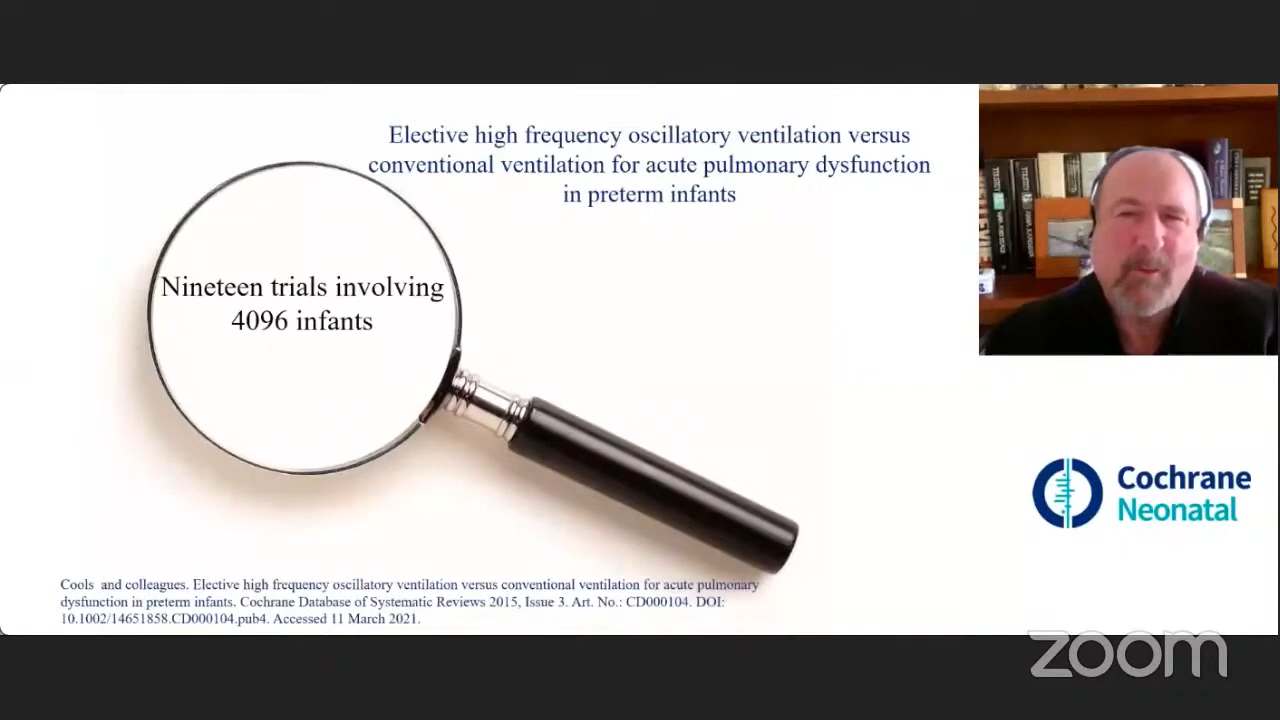 Elective high frequency oscillatory ventilation versus
conventional ventilation for acute pulmonary dysfunction
in preterm infants
Nineteen trials involving
4096 infants
Cochrane
Neonatal
Cools and colleagues. Elective high frequency oscillatory ventilation versus conventional ventilation for acute pulmonary
dysfunction in preterm infants. Cochrane Database of Systematic Reviews 2015, Issue 3. Art. No.: CD000104. DOI:
10.1002/14651858.CD000104.pub4. Accessed 11 March 2021.
zoom